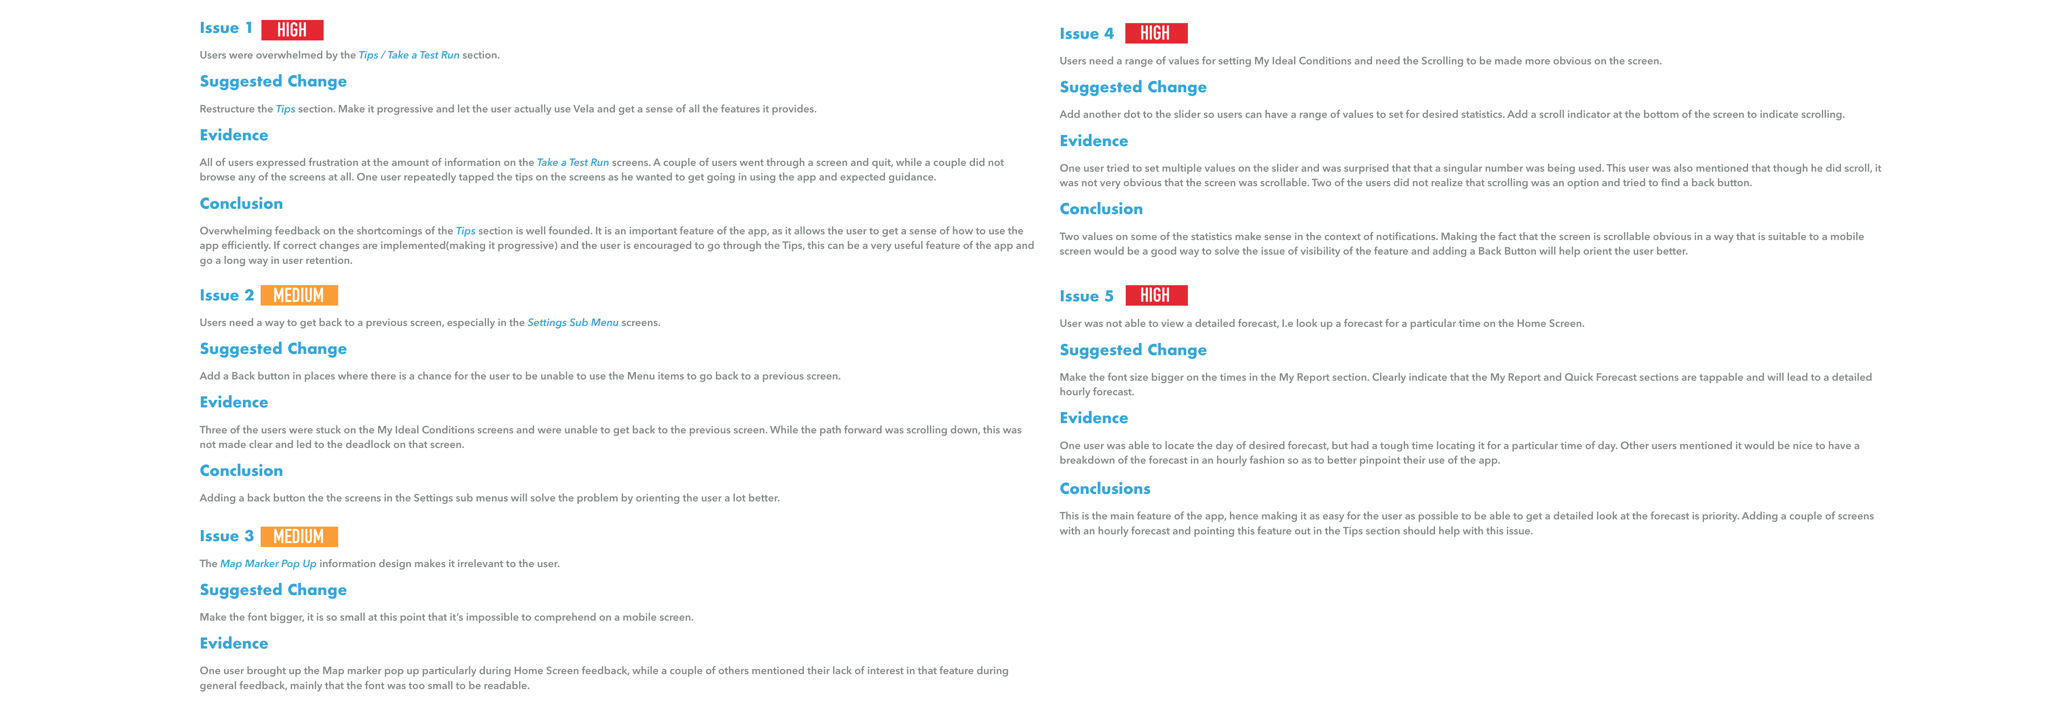 Issue 1 HIGH
Users were overwhelmed by the Tips / Take a Test Run section.
Suggested Change
Restructure the Tips section. Make it progressive and let the user actually use Vela and get a sense of all the features it provides.
Evidence
All of users expressed frustration at the amount of information on the Take a Test Run screens. A couple of users went through a screen and quit, while a couple did not
browse any of the screens at all. One user repeatedly tapped the tips on the screens as he wanted to get going in using the app and expected guidance.
Conclusion
Overwhelming feedback on the shortcomings of the Tips section is well founded. It is an important feature of the app, as it allows the user to get a sense of how to use the
app efficiently. If correct changes are implemented(making it progressive) and the user is encouraged to go through the Tips, this can be a very useful feature of the app and
go a long way in user retention.
Issue 2 MEDIUM
Users need a way to get back to a previous screen, especially in the Settings Sub Menu screens.
Suggested Change
Add a Back button in places where there is a chance for the user to be unable to use the Menu items to go back to a previous screen.
Evidence
Three of the users were stuck on the My Ideal Conditions screens and were unable to get back to the previous screen. While the path forward was scrolling down, this was
not made clear and led to the deadlock on that screen.
Conclusion
Adding a back button the the screens in the Settings sub menus will solve the problem by orienting the user a lot better.
Issue 3 MEDIUM
The Map Marker Pop Up information design makes it irrelevant to the user.
Suggested Change
Make the font bigger, it is so small at this point that it's impossible to comprehend on a mobile screen.
Evidence
One user brought up the Map marker pop up particularly during Home Screen feedback, while a couple of others mentioned their lack of interest in that feature during
general feedback, mainly that the font was too small to be readable.
Issue 4 HIGH
Users need a range of values for setting My Ideal Conditions and need the Scrolling to be made more obvious on the screen.
Suggested Change
Add another dot to the slider so users can have a range of values to set for desired statistics. Add a scroll indicator at the bottom of the screen to indicate scrolling.
Evidence
One user tried to set multiple values on the slider and was surprised that that a singular number was being used. This user was also mentioned that though he did scroll, it
was not very obvious that the screen was scrollable. Two of the users did not realize that scrolling was an option and tried to find a back button.
Conclusion
Two values on some of the statistics make sense in the context of notifications. Making the fact that the screen is scrollable obvious in a way that is suitable to a mobile
screen would be a good way to solve the issue of visibility of the feature and adding a Back Button will help orient the user better.
Issue 5 HIGH
User was not able to view a detailed forecast, I.e look up a forecast for a particular time on the Home Screen.
Suggested Change
Make the font size bigger on the times in the My Report section. Clearly indicate that the My Report and Quick Forecast sections are tappable and will lead to a detailed
hourly forecast.
Evidence
One user was able to locate the day of desired forecast, but had a tough time locating it for a particular time of day. Other users mentioned it would be nice to have a
breakdown of the forecast in an hourly fashion so as to better pinpoint their use of the app.
Conclusions
This is the main feature of the app, hence making it as easy for the user as possible to be able to get a detailed look at the forecast is priority. Adding a couple of screens
with an hourly forecast and pointing this feature out in the Tips section should help with this issue.